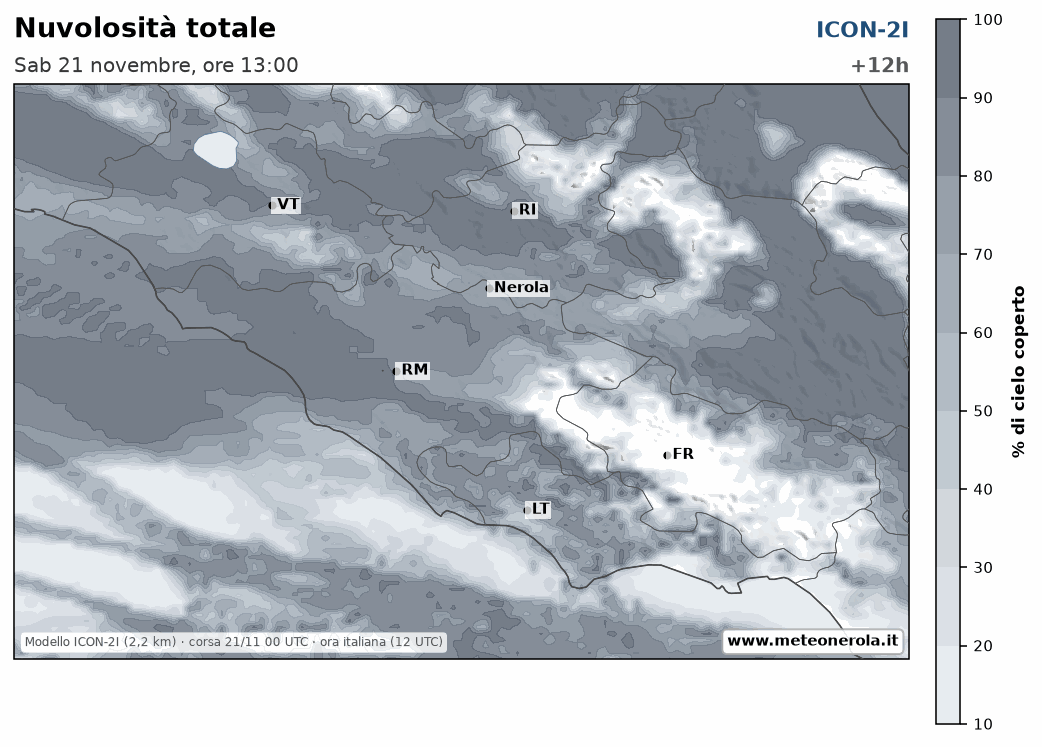 Nuvolosità totale
ICON-2I
Sab 21 novembre, ore 13:00
+12h
100
90
80
70
60
50
40
30
20
10
% di cielo coperto
VT
RI
Nerola
RM
FR
LT
Modello ICON-2I (2,2 km) · corsa 21/11 00 UTC · ora italiana (12 UTC)
www.meteonerola.it